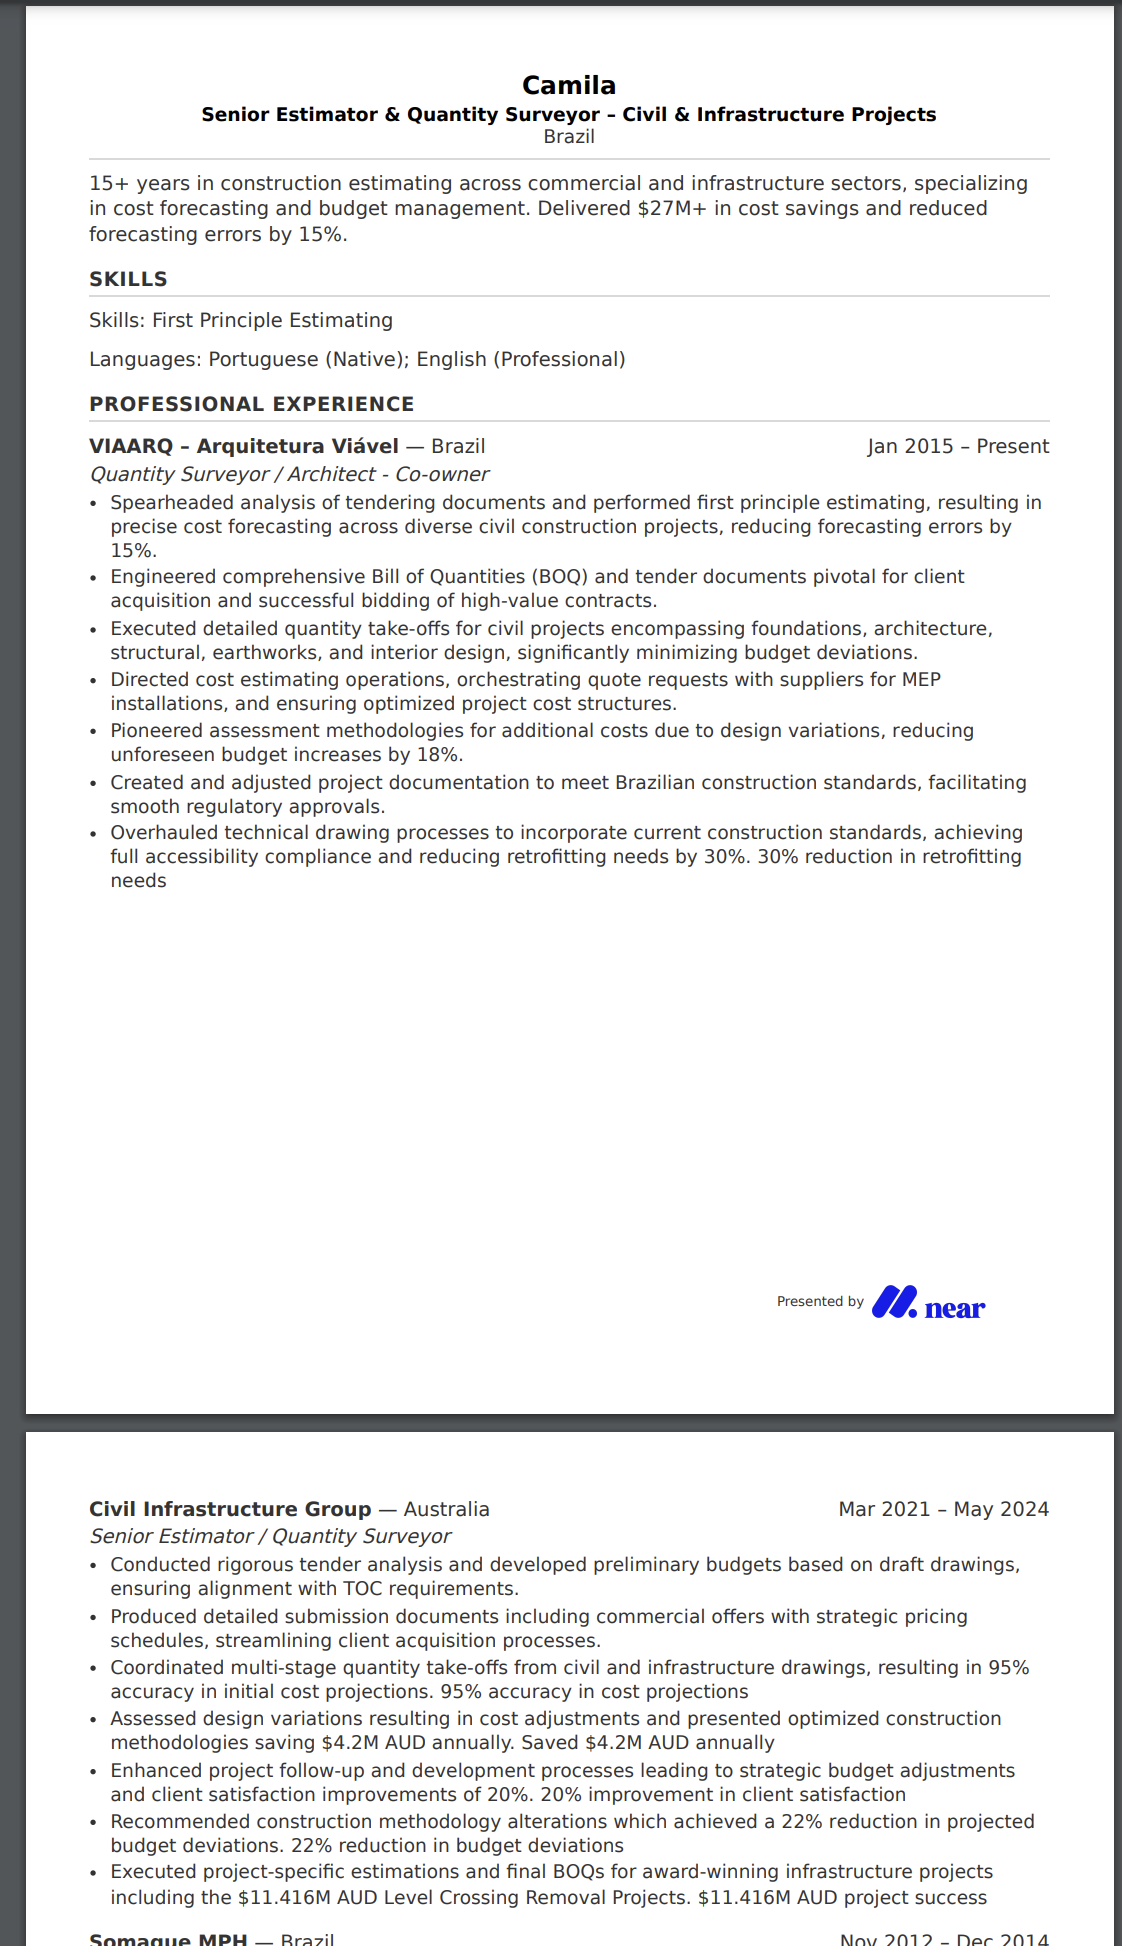 Camila
Senior Estimator & Quantity Surveyor – Civil & Infrastructure Projects
Brazil
15+ years in construction estimating across commercial and infrastructure sectors, specializing
in cost forecasting and budget management. Delivered $27M+ in cost savings and reduced
forecasting errors by 15%.
SKILLS
Skills: First Principle Estimating
Languages: Portuguese (Native); English (Professional)
PROFESSIONAL EXPERIENCE
VIAARQ – Arquitetura Viável — Brazil Jan 2015 – Present
Quantity Surveyor / Architect - Co-owner
• Spearheaded analysis of tendering documents and performed first principle estimating, resulting in
precise cost forecasting across diverse civil construction projects, reducing forecasting errors by
15%.
• Engineered comprehensive Bill of Quantities (BOQ) and tender documents pivotal for client
acquisition and successful bidding of high-value contracts.
• Executed detailed quantity take-offs for civil projects encompassing foundations, architecture,
structural, earthworks, and interior design, significantly minimizing budget deviations.
• Directed cost estimating operations, orchestrating quote requests with suppliers for MEP
installations, and ensuring optimized project cost structures.
• Pioneered assessment methodologies for additional costs due to design variations, reducing
unforeseen budget increases by 18%.
• Created and adjusted project documentation to meet Brazilian construction standards, facilitating
smooth regulatory approvals.
• Overhauled technical drawing processes to incorporate current construction standards, achieving
full accessibility compliance and reducing retrofitting needs by 30%. 30% reduction in retrofitting
needs
Presented by near
Civil Infrastructure Group — Australia Mar 2021 – May 2024
Senior Estimator / Quantity Surveyor
• Conducted rigorous tender analysis and developed preliminary budgets based on draft drawings,
ensuring alignment with TOC requirements.
• Produced detailed submission documents including commercial offers with strategic pricing
schedules, streamlining client acquisition processes.
• Coordinated multi-stage quantity take-offs from civil and infrastructure drawings, resulting in 95%
accuracy in initial cost projections. 95% accuracy in cost projections
• Assessed design variations resulting in cost adjustments and presented optimized construction
methodologies saving $4.2M AUD annually. Saved $4.2M AUD annually
• Enhanced project follow-up and development processes leading to strategic budget adjustments
and client satisfaction improvements of 20%. 20% improvement in client satisfaction
• Recommended construction methodology alterations which achieved a 22% reduction in projected
budget deviations. 22% reduction in budget deviations
• Executed project-specific estimations and final BOQs for award-winning infrastructure projects
including the $11.416M AUD Level Crossing Removal Projects. $11.416M AUD project success
Somague MPH — Brazil Nov 2012 – Dec 2014